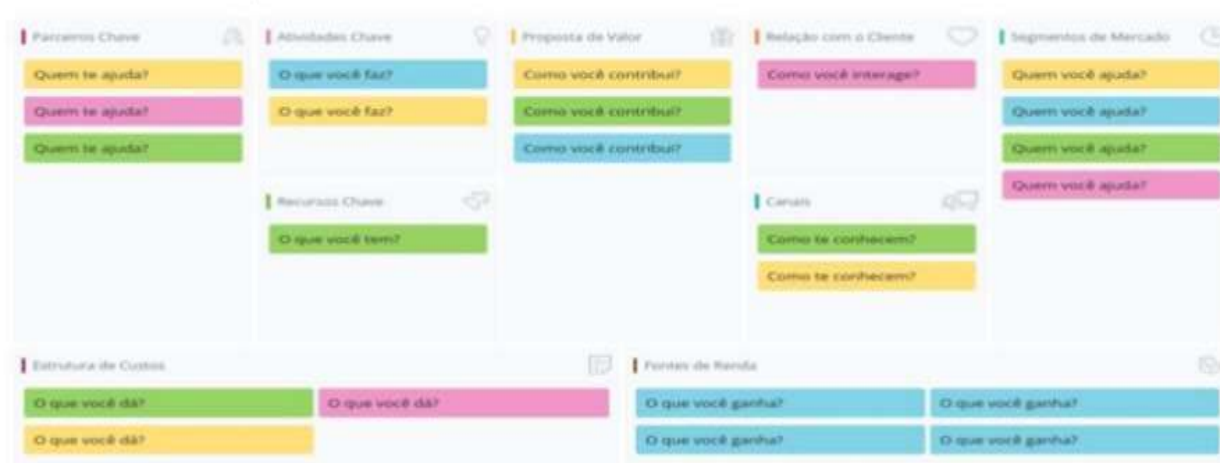 Parceiros Chave
Quem te ajuda?
Quem te ajuda?
Quem te ajuda?
Atividades Chave
O que você faz?
O que você faz?
Recursos Chave
O que você tem?
Proposta de Valor
Como você contribui?
Como você contribui?
Como você contribui?
Relação com o Cliente
Como você interage?
Canais
Como te conhecem?
Como te conhecem?
Segmentos de Mercado
Quem você ajuda?
Quem você ajuda?
Quem você ajuda?
Quem você ajuda?
Estrutura de Custos
O que você dá?
O que você dá?
O que você dá?
Fontes de Renda
O que você ganha?
O que você ganha?
O que você ganha?
O que você ganha?